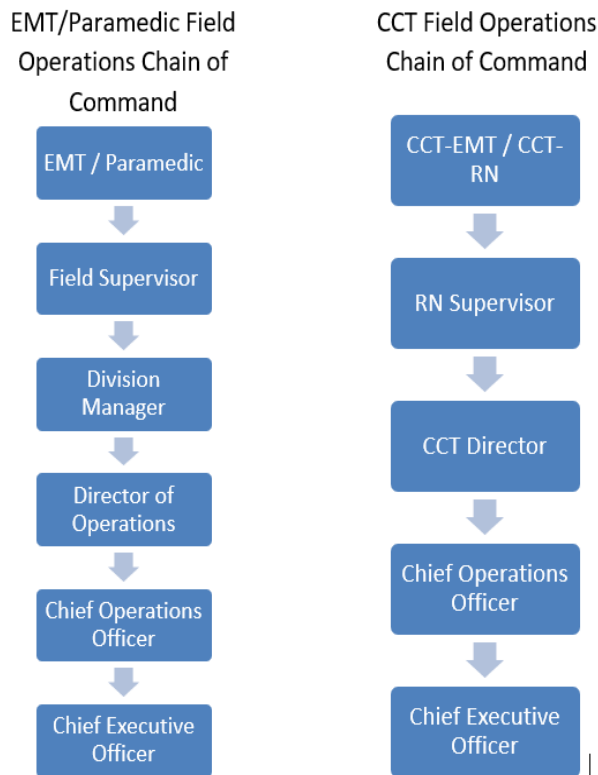 EMT/Paramedic Field
Operations Chain of
Command
EMT / Paramedic
Field Supervisor
Division
Manager
Director of
Operations
Chief Operations
Officer
Chief Executive
Officer
CCT Field Operations
Chain of Command
CCT-EMT / CCT-
RN
RN Supervisor
CCT Director
Chief Operations
Officer
Chief Executive
Officer